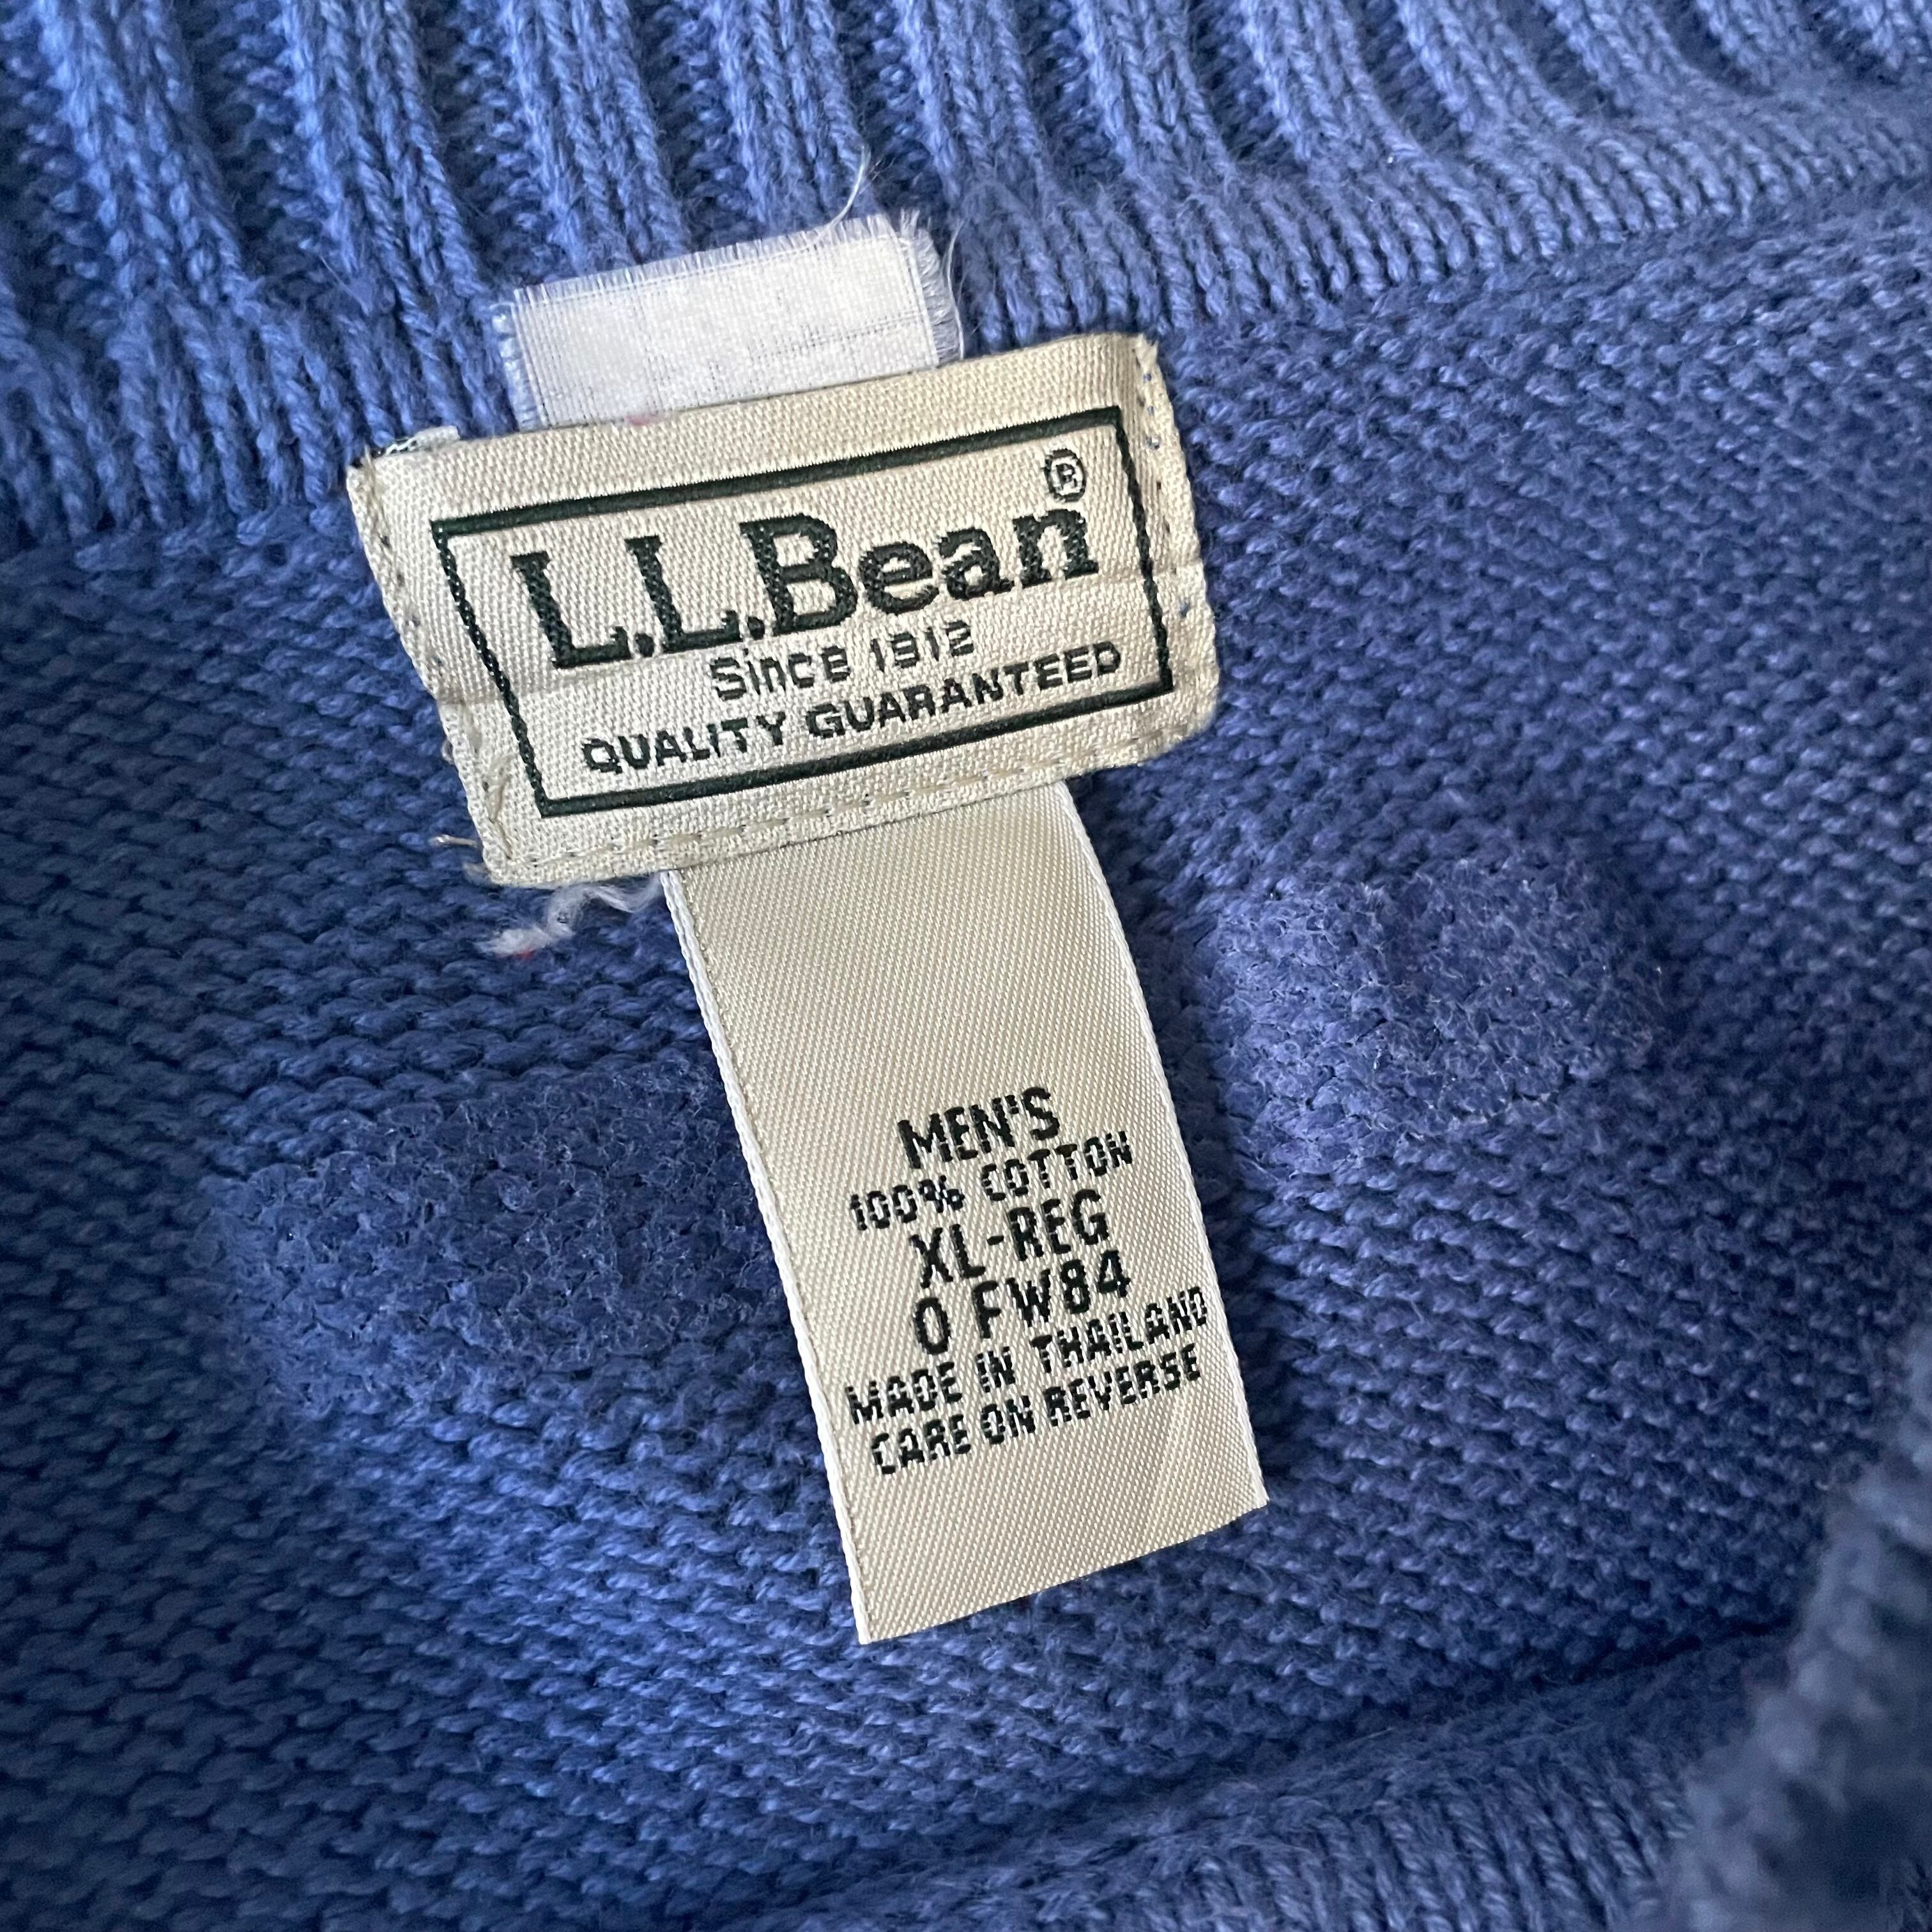 L.L.Bean®
Since 1912
QUALITY GUARANTEED
MEN'S
100% COTTON
XL-REG
0 FW84
MADE IN THAILAND
CARE ON REVERSE